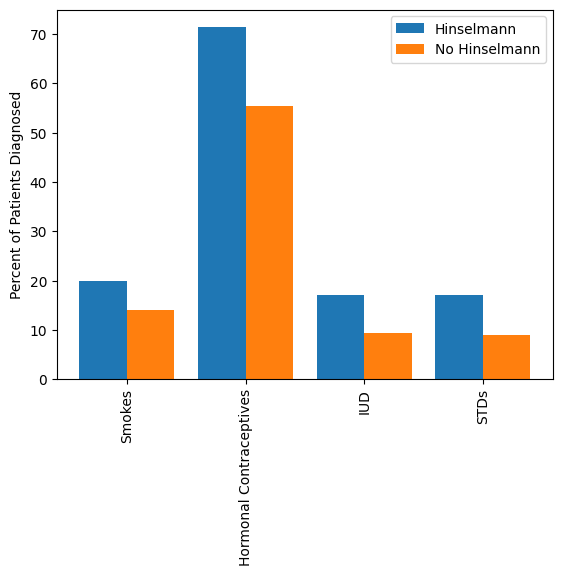 Hinselmann
No Hinselmann
Percent of Patients Diagnosed
70
60
50
40
30
20
10
0
Smokes
Hormonal Contraceptives
IUD
STDs